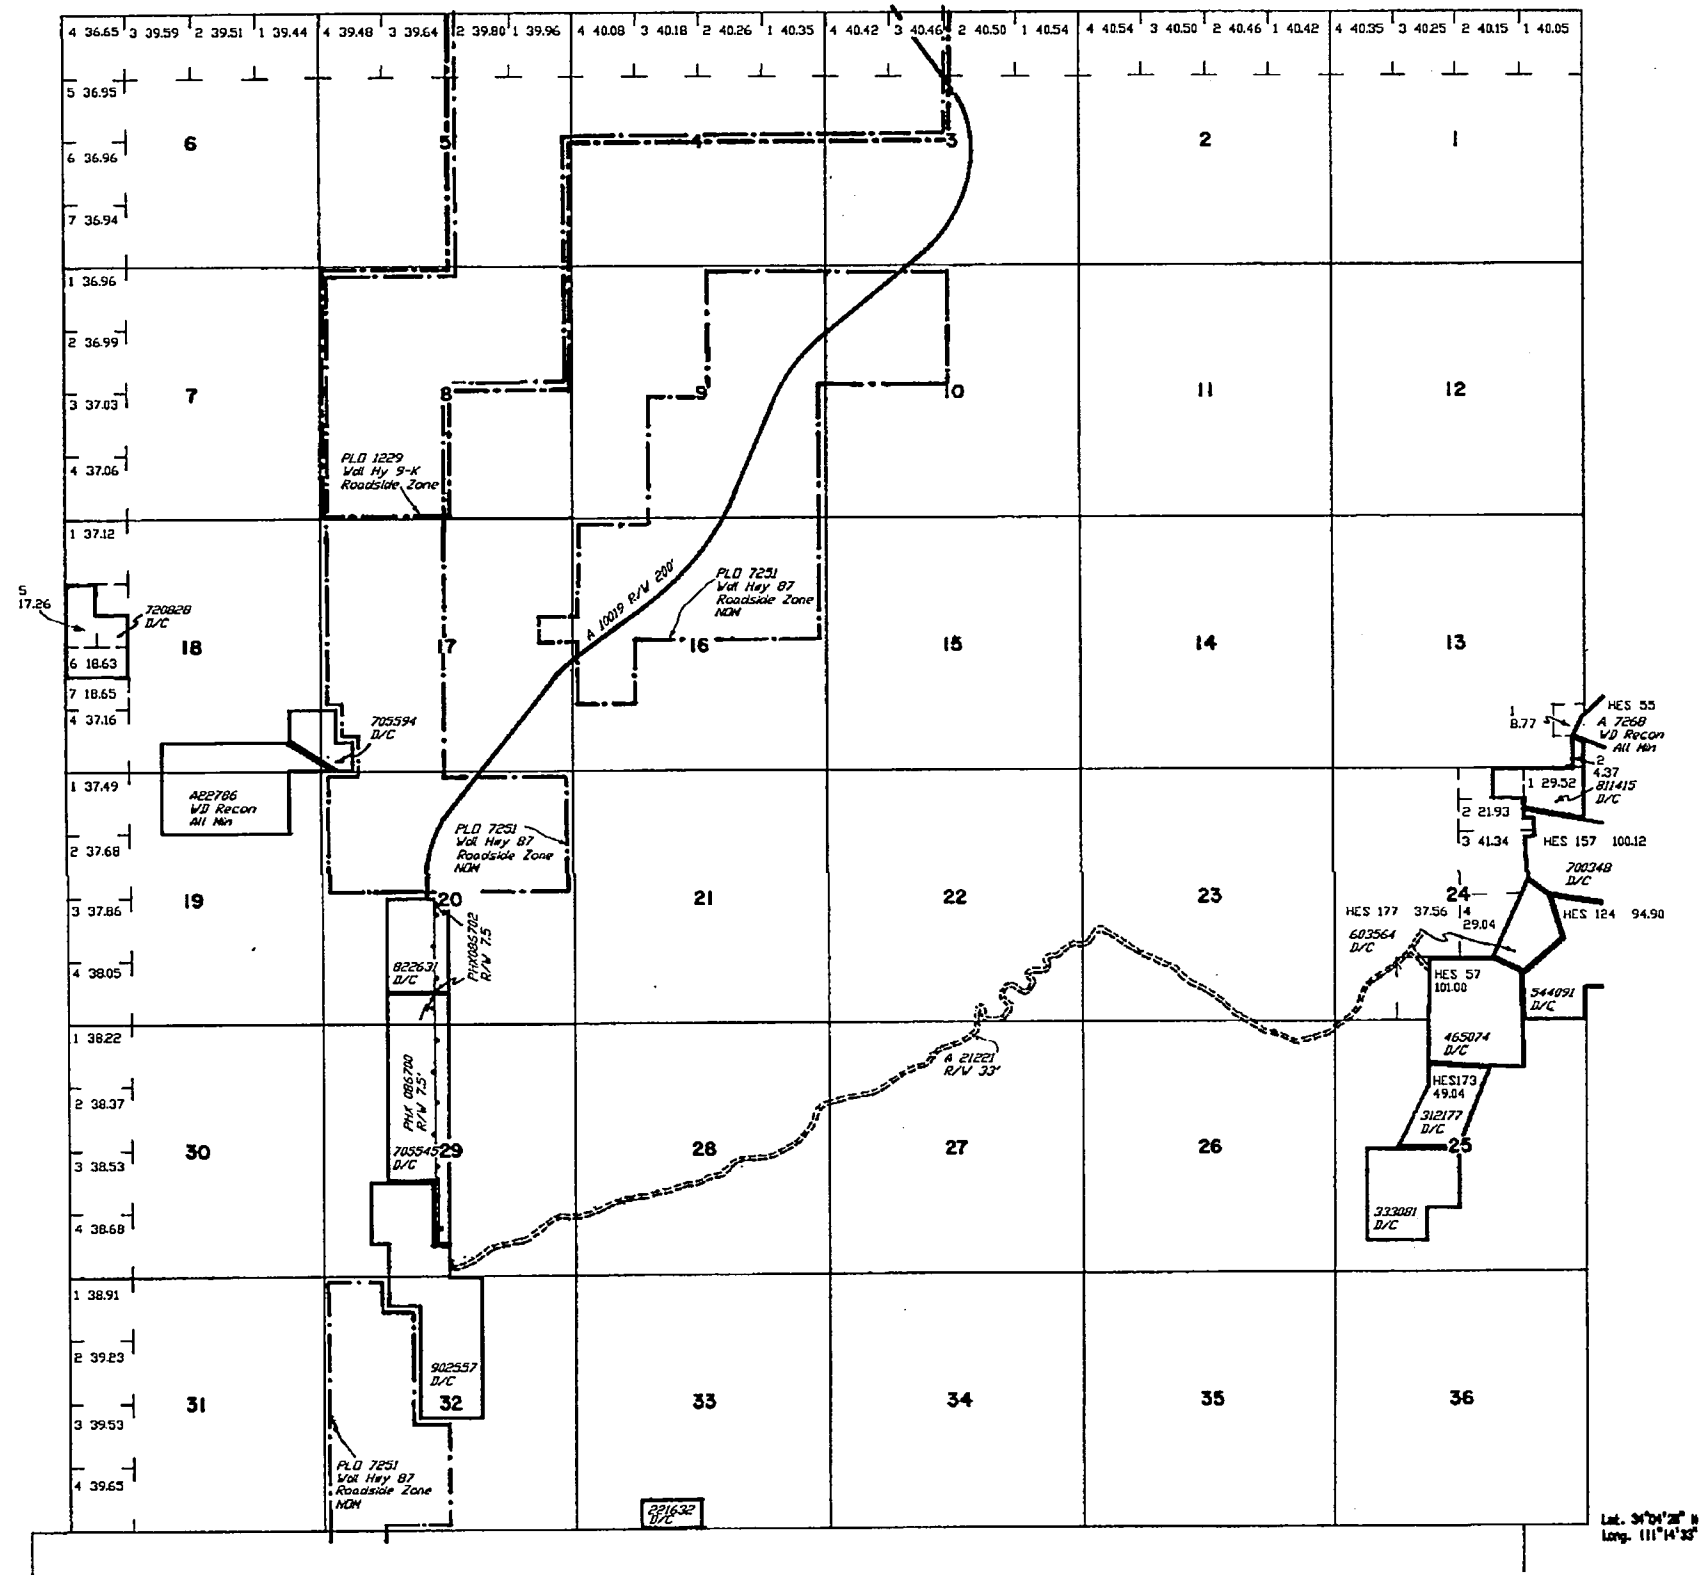 4 36.65 3 39.59 2 39.51 1 39.44 4 39.48 3 39.64 2 39.80 1 39.96 4 40.08 3 40.18 2 40.26 1 40.35 4 40.42 3 40.46 2 40.50 1 40.54 4 40.54 3 40.50 2 40.46 1 40.42 4 40.35 3 40.25 2 40.15 1 40.05
5 36.95
6 5 4 3 2 1
6 36.96
7 36.94
1 36.96
2 36.99
7 8 9 10 11 12
3 37.03
4 37.06
PLO 1229
Wdl Hy 9-K
Roadside Zone
1 37.12
A 10019 R/W 200'
PLO 7251
Wdl Hwy 87
Roadside Zone
NOM
5
17.26
720828
D/C
18 17 16 15 14 13
6 18.63
7 18.65
4 37.16
705594
D/C
1
8.77
HES 55
A 7268
WD Recon
All Min
2
4.37
1 37.49
A22786
WD Recon
All Min
1 29.52
811415
D/C
2 21.93
3 41.34
HES 157 100.12
2 37.68
PLO 7251
Wdl Hwy 87
Roadside Zone
NOM
700348
D/C
19 20 21 22 23 24
3 37.86
PHX086702
R/W 7.5
HES 177 37.56
4
29.04
HES 124 94.90
603564
D/C
4 38.05
822631
D/C
HES 57
101.00
544091
D/C
1 38.22
A 21221
R/W 33'
465074
D/C
PHX 086700
R/W 7.5'
2 38.37
HES173
49.04
312177
D/C
30 29 28 27 26 25
3 38.53
705545
D/C
4 38.68
333081
D/C
1 38.91
2 39.23
902557
D/C
31 32 33 34 35 36
3 39.53
PLO 7251
Wdl Hwy 87
Roadside Zone
NOM
4 39.65
221632
D/C
Lat. 34°04'28" N
Long. 111°14'33"